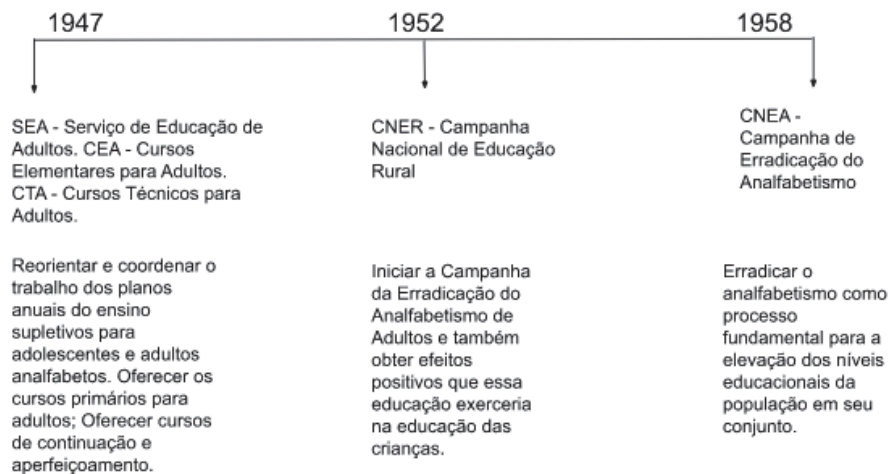 1947
1952
1958
SEA - Serviço de Educação de
Adultos. CEA - Cursos
Elementares para Adultos.
CTA - Cursos Técnicos para
Adultos.
CNER - Campanha
Nacional de Educação
Rural
CNEA -
Campanha de
Erradicação do
Analfabetismo
Reorientar e coordenar o
trabalho dos planos
anuais do ensino
supletivos para
adolescentes e adultos
analfabetos. Oferecer os
cursos primários para
adultos; Oferecer cursos
de continuação e
aperfeiçoamento.
Iniciar a Campanha
da Erradicação do
Analfabetismo de
Adultos e também
obter efeitos
positivos que essa
educação exerceria
na educação das
crianças.
Erradicar o
analfabetismo como
processo
fundamental para a
elevação dos níveis
educacionais da
população em seu
conjunto.